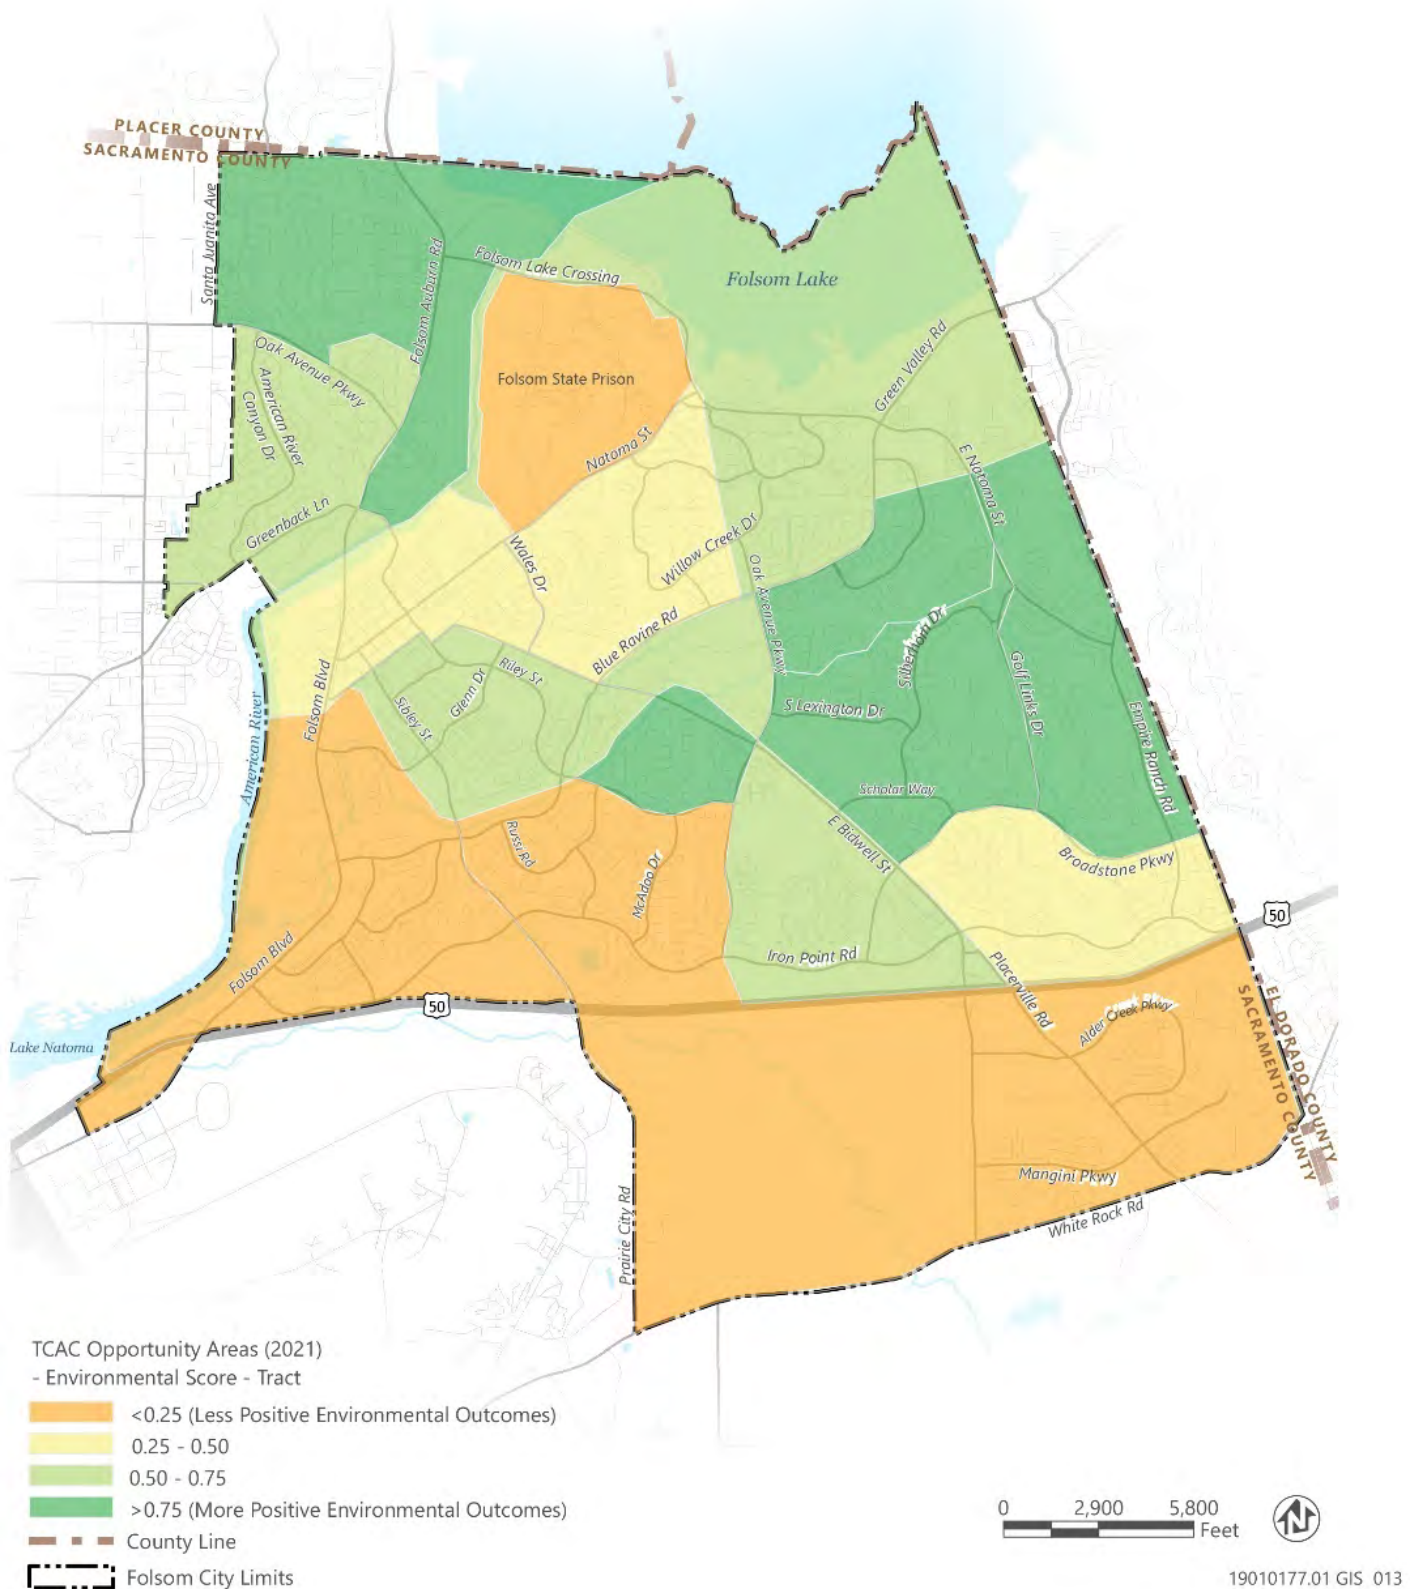 PLACER COUNTY
SACRAMENTO COUNTY
Santa Juanita Ave
Folsom Auburn Rd
Folsom Lake Crossing
Folsom Lake
Oak Avenue Pkwy
American River
Canyon Dr
Folsom State Prison
Green Valley Rd
Natoma St
E Natoma St
Greenback Ln
Wales Dr
Willow Creek Dr
Oak Avenue Pkwy
Blue Ravine Rd
Silberhorn Dr
Golf Links Dr
Folsom Blvd
Sibley St
Glenn Dr
Riley St
S Lexington Dr
American River
Empire Ranch Rd
Scholar Way
Russi Rd
McAdoo Dr
E Bidwell St
Broadstone Pkwy
50
Folsom Blvd
Iron Point Rd
Placerville Rd
50
Alder Creek Pkwy
EL DORADO COUNTY
SACRAMENTO COUNTY
Lake Natoma
Mangini Pkwy
White Rock Rd
Prairie City Rd
TCAC Opportunity Areas (2021)
- Environmental Score - Tract
<0.25 (Less Positive Environmental Outcomes)
0.25 - 0.50
0.50 - 0.75
>0.75 (More Positive Environmental Outcomes)
County Line
Folsom City Limits
0 2,900 5,800
Feet
N
19010177.01 GIS 013